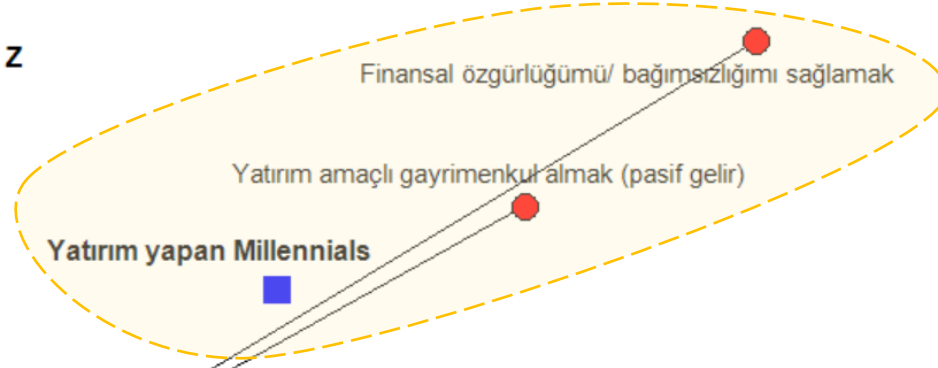 Z
Finansal özgürlüğümü/ bağımsızlığımı sağlamak
Yatırım amaçlı gayrimenkul almak (pasif gelir)
Yatırım yapan Millennials